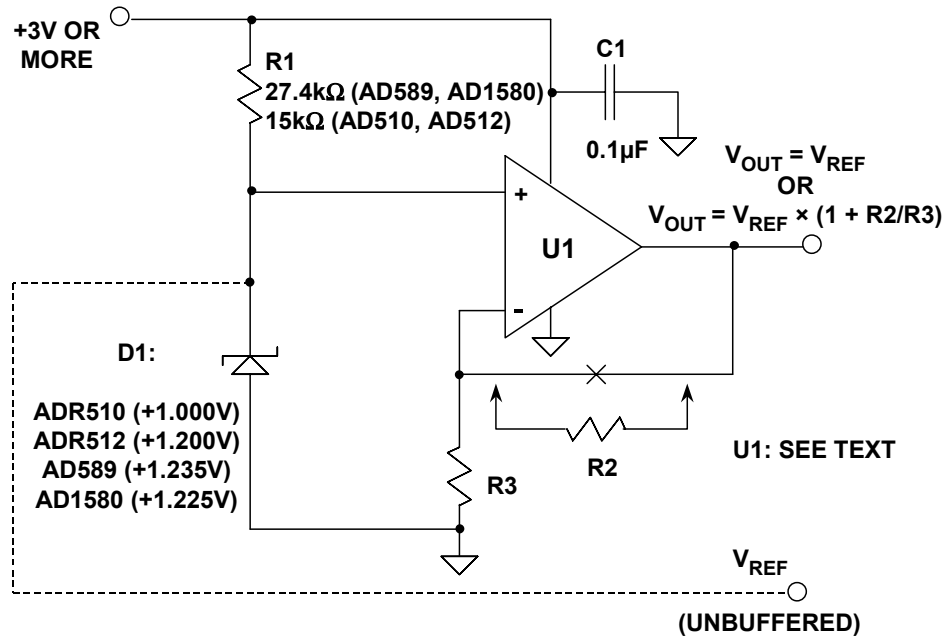 +3V OR
MORE
R1
27.4kΩ (AD589, AD1580)
15kΩ (AD510, AD512)
C1
0.1µF
V_OUT = V_REF
OR
V_OUT = V_REF × (1 + R2/R3)
+
U1
-
D1:
ADR510 (+1.000V)
ADR512 (+1.200V)
AD589 (+1.235V)
AD1580 (+1.225V)
R2
R3
U1: SEE TEXT
V_REF
(UNBUFFERED)